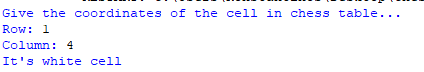 Give the coordinates of the cell in chess table...
Row: 1
Column: 4
It's white cell